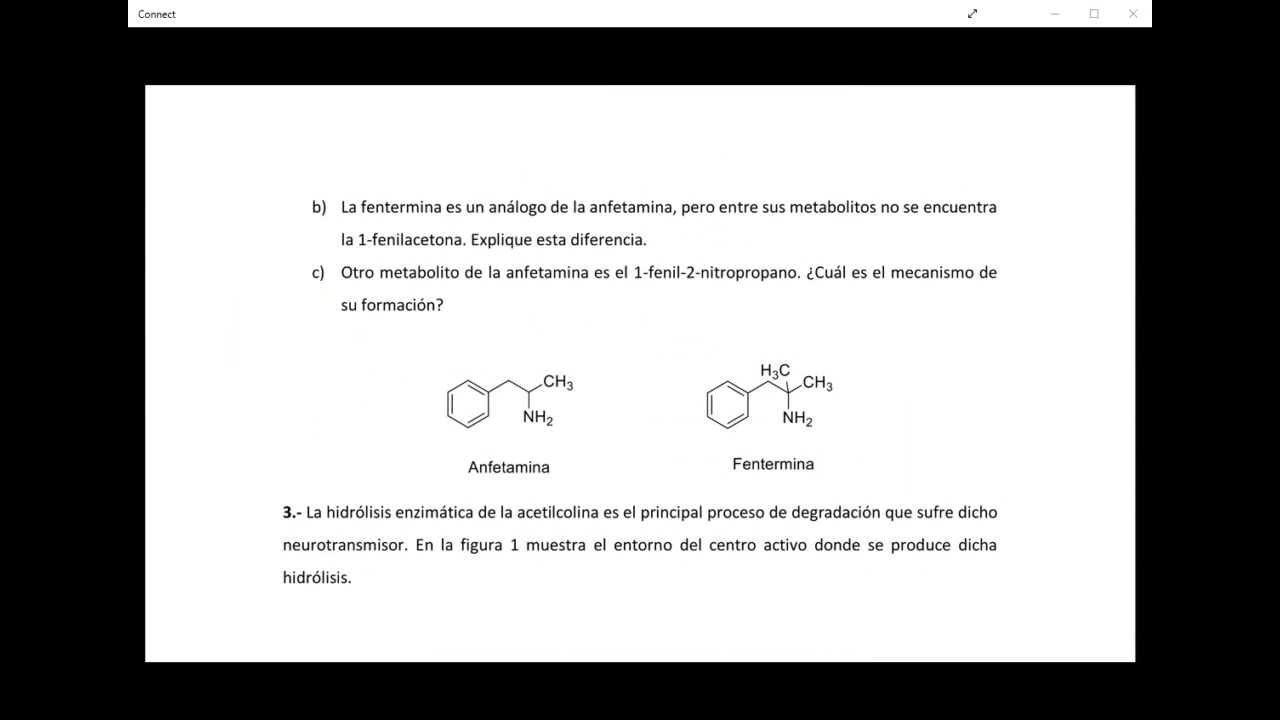 Connect
b) La fentermina es un análogo de la anfetamina, pero entre sus metabolitos no se encuentra
la 1-fenilacetona. Explique esta diferencia.
c) Otro metabolito de la anfetamina es el 1-fenil-2-nitropropano. ¿Cuál es el mecanismo de
su formación?
CH3
NH2
Anfetamina
H3C
CH3
NH2
Fentermina
3.- La hidrólisis enzimática de la acetilcolina es el principal proceso de degradación que sufre dicho
neurotransmisor. En la figura 1 muestra el entorno del centro activo donde se produce dicha
hidrólisis.